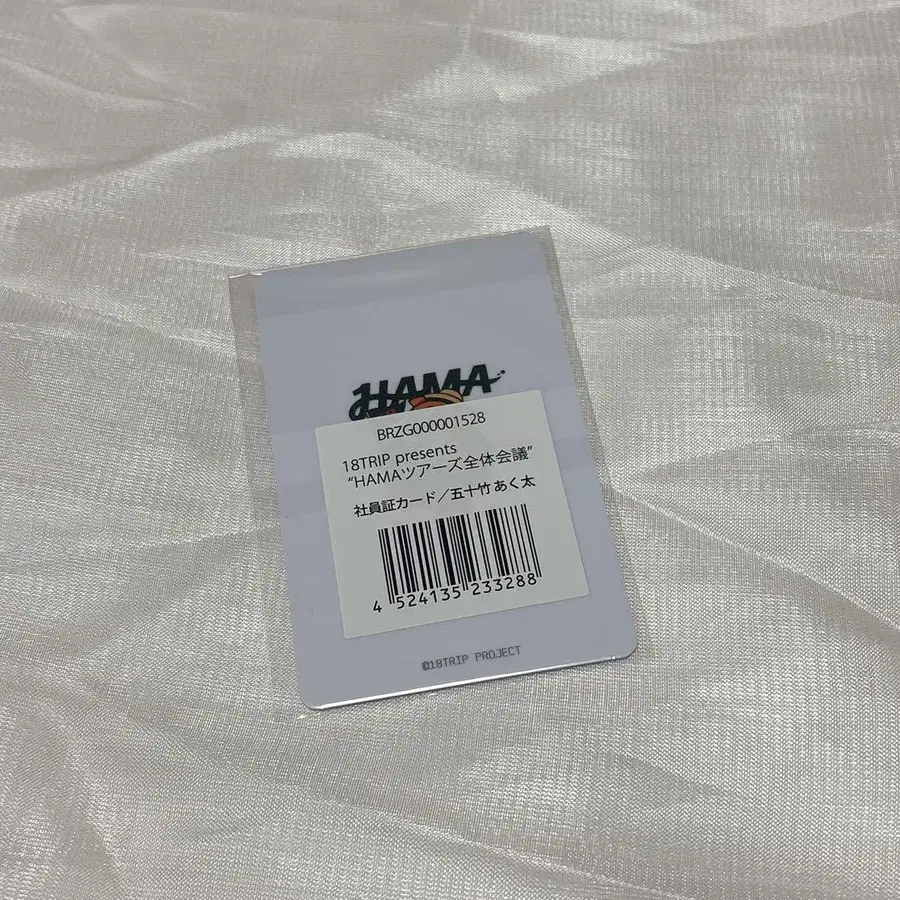 HAMA
BRZG000001528
18TRIP presents
“HAMAツアーズ全体会議”
社員証カード／五十竹 あく太
4 524135 233288
©18TRIP PROJECT